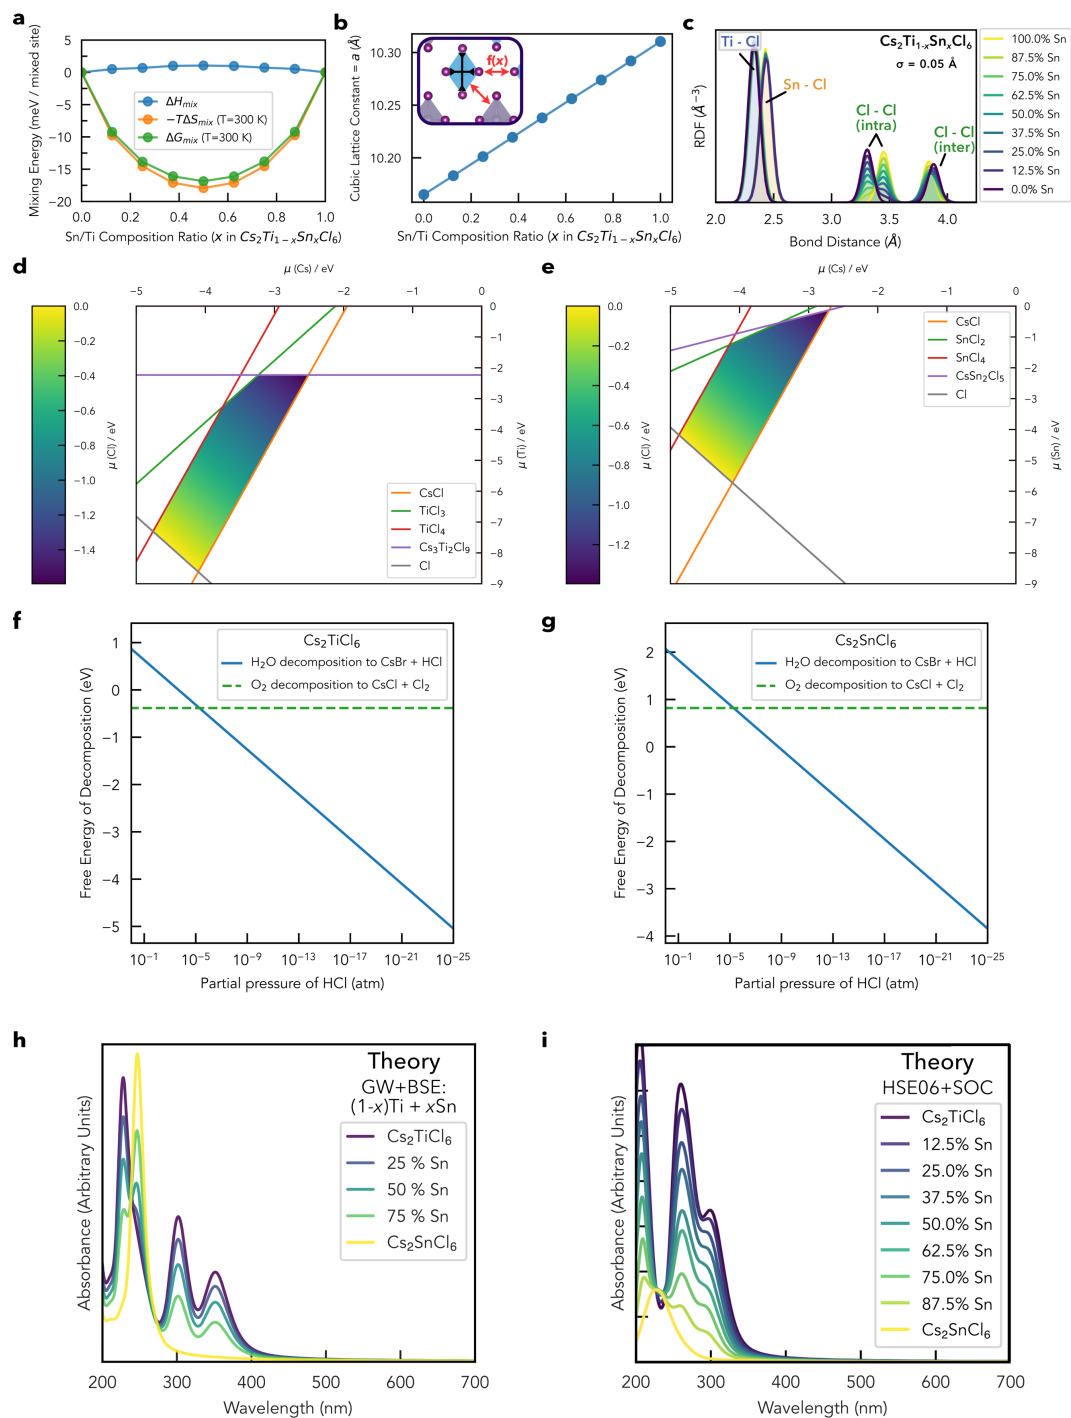 a
5
0
−5
−10
−15
−20
Mixing Energy (meV / mixed site)
ΔHmix
−TΔSmix (T=300 K)
ΔGmix (T=300 K)
0.0 0.2 0.4 0.6 0.8 1.0
Sn/Ti Composition Ratio (x in Cs2Ti1−xSnxCl6)
b
10.30
10.25
10.20
Cubic Lattice Constant = a (Å)
f(x)
0.0 0.2 0.4 0.6 0.8 1.0
Sn/Ti Composition Ratio (x in Cs2Ti1−xSnxCl6)
c
RDF (Å−3)
Ti - Cl
Sn - Cl
Cs2Ti1-xSnxCl6
σ = 0.05 Å
Cl - Cl
(intra)
Cl - Cl
(inter)
2.0 2.5 3.0 3.5 4.0
Bond Distance (Å)
100.0% Sn
87.5% Sn
75.0% Sn
62.5% Sn
50.0% Sn
37.5% Sn
25.0% Sn
12.5% Sn
0.0% Sn
d
μ (Cs) / eV
−5 −4 −3 −2 −1 0
0.0
−0.2
−0.4
−0.6
−0.8
−1.0
−1.2
−1.4
μ (Cl) / eV
0
−1
−2
−3
−4
−5
−6
−7
−8
−9
μ (Ti) / eV
CsCl
TiCl3
TiCl4
Cs3Ti2Cl9
Cl
e
μ (Cs) / eV
−5 −4 −3 −2 −1 0
0.0
−0.2
−0.4
−0.6
−0.8
−1.0
−1.2
μ (Cl) / eV
0
−1
−2
−3
−4
−5
−6
−7
−8
−9
μ (Sn) / eV
CsCl
SnCl2
SnCl4
CsSn2Cl5
Cl
f
1
0
−1
−2
−3
−4
−5
Free Energy of Decomposition (eV)
Cs2TiCl6
H2O decomposition to CsBr + HCl
O2 decomposition to CsCl + Cl2
10−1 10−5 10−9 10−13 10−17 10−21 10−25
Partial pressure of HCl (atm)
g
2
1
0
−1
−2
−3
−4
Free Energy of Decomposition (eV)
Cs2SnCl6
H2O decomposition to CsBr + HCl
O2 decomposition to CsCl + Cl2
10−1 10−5 10−9 10−13 10−17 10−21 10−25
Partial pressure of HCl (atm)
h
Absorbance (Arbitrary Units)
Theory
GW+BSE:
(1-x)Ti + xSn
Cs2TiCl6
25 % Sn
50 % Sn
75 % Sn
Cs2SnCl6
200 300 400 500 600 700
Wavelength (nm)
i
Absorbance (Arbitrary Units)
Theory
HSE06+SOC
Cs2TiCl6
12.5% Sn
25.0% Sn
37.5% Sn
50.0% Sn
62.5% Sn
75.0% Sn
87.5% Sn
Cs2SnCl6
200 300 400 500 600 700
Wavelength (nm)